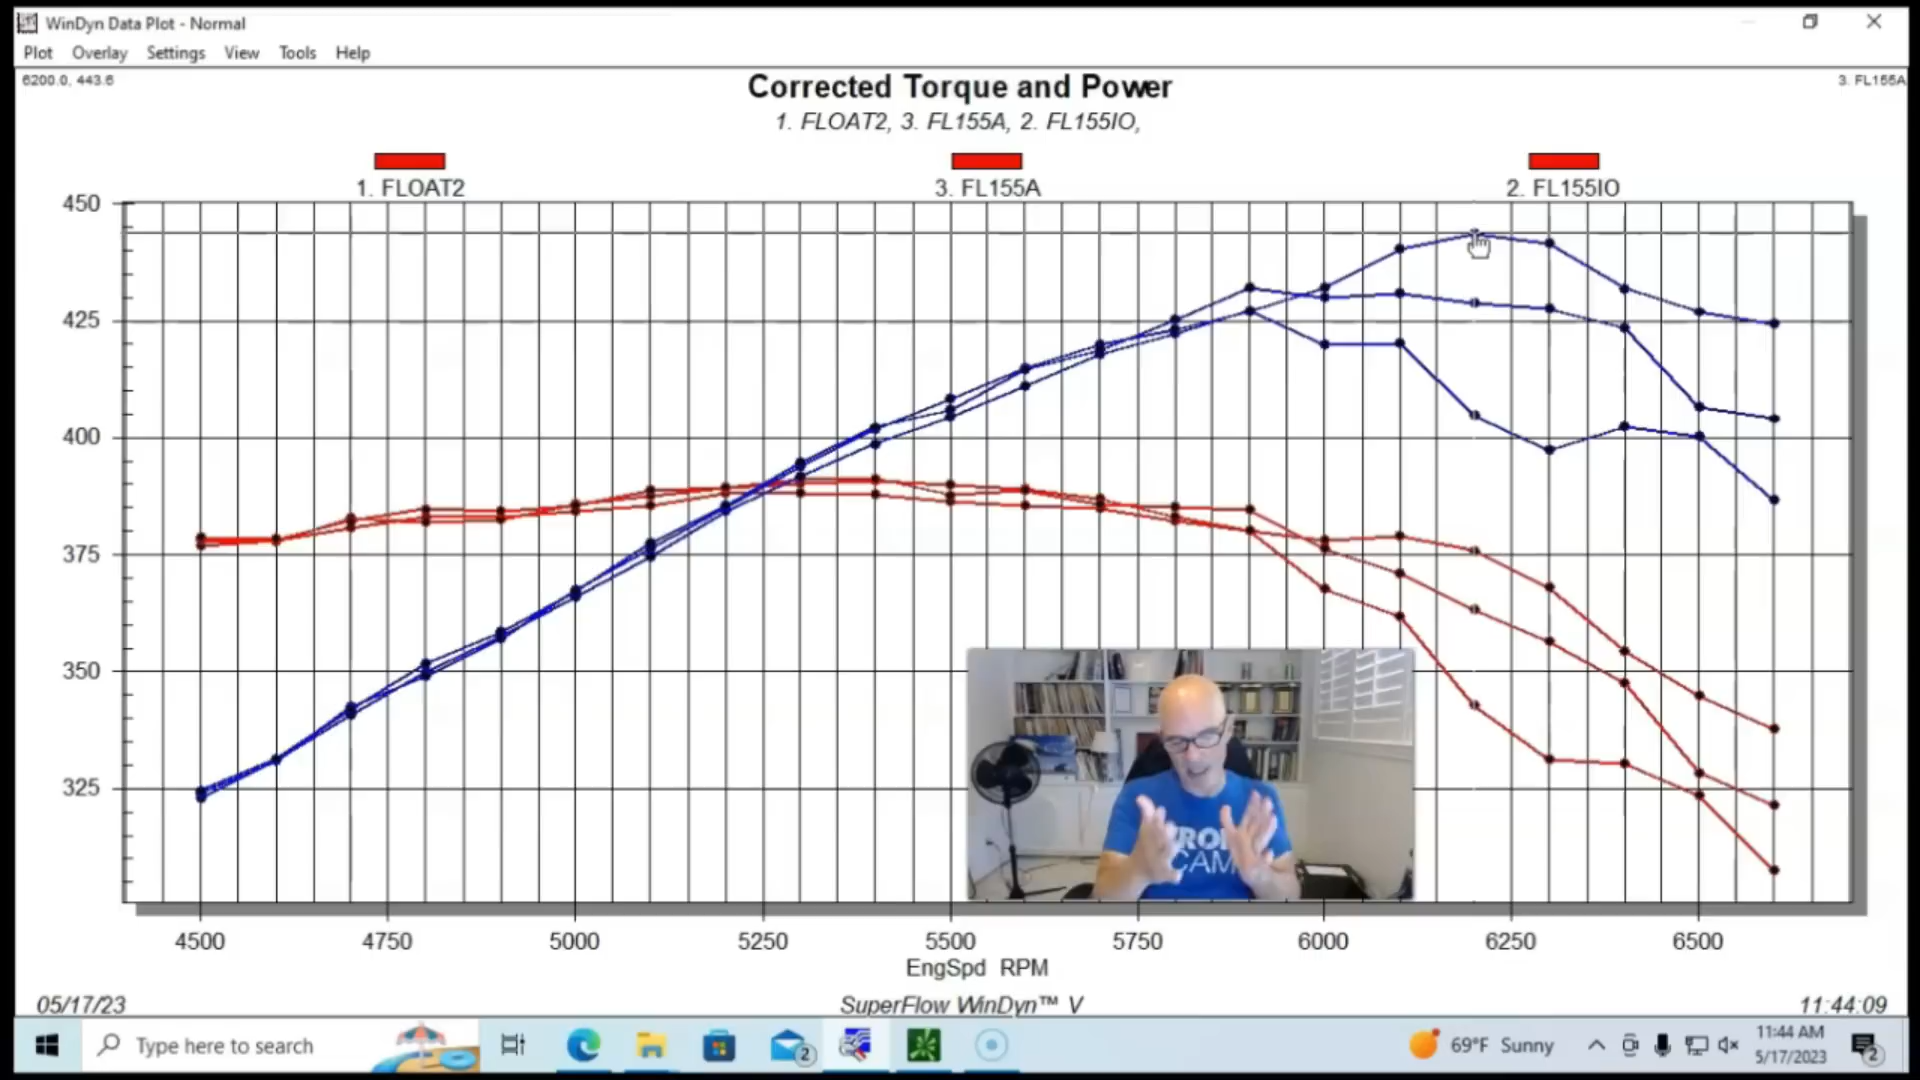 WinDyn Data Plot - Normal
Plot Overlay Settings View Tools Help
6200.0, 443.6
3. FL155A
Corrected Torque and Power
1. FLOAT2, 3. FL155A, 2. FL155IO,
1. FLOAT2
3. FL155A
2. FL155IO
450
425
400
375
350
325
4500 4750 5000 5250 5500 5750 6000 6250 6500
EngSpd RPM
CAM
05/17/23
SuperFlow WinDyn™ V
11:44:09
Type here to search
2
69°F Sunny
11:44 AM
5/17/2023
2